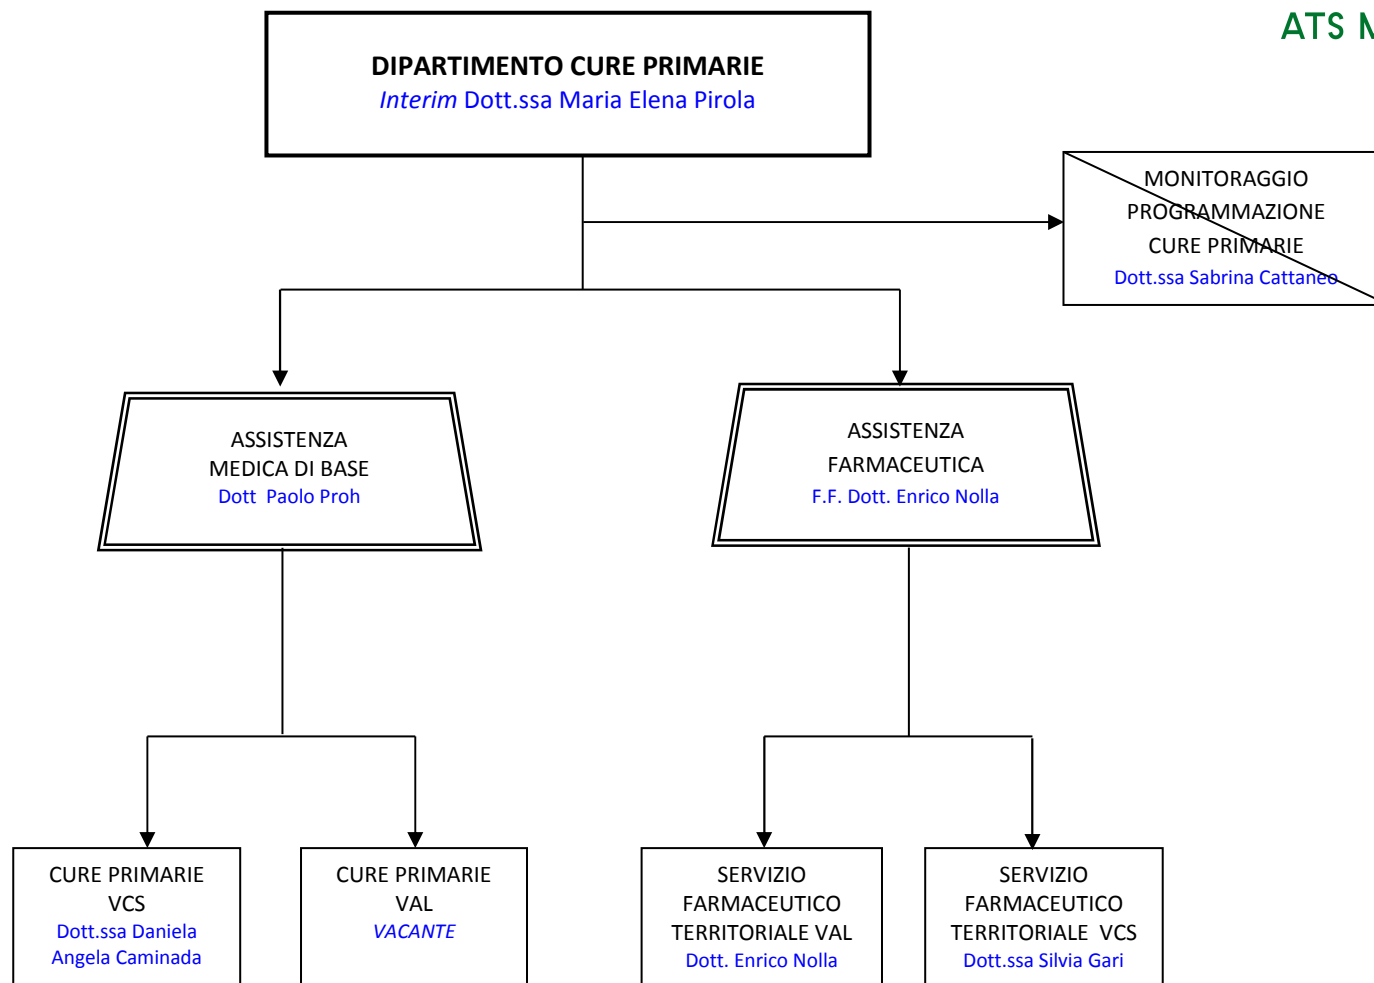 ATS M
DIPARTIMENTO CURE PRIMARIE
Interim Dott.ssa Maria Elena Pirola
MONITORAGGIO
PROGRAMMAZIONE
CURE PRIMARIE
Dott.ssa Sabrina Cattaneo
ASSISTENZA
MEDICA DI BASE
Dott Paolo Proh
ASSISTENZA
FARMACEUTICA
F.F. Dott. Enrico Nolla
CURE PRIMARIE
VCS
Dott.ssa Daniela
Angela Caminada
CURE PRIMARIE
VAL
VACANTE
SERVIZIO
FARMACEUTICO
TERRITORIALE VAL
Dott. Enrico Nolla
SERVIZIO
FARMACEUTICO
TERRITORIALE VCS
Dott.ssa Silvia Gari